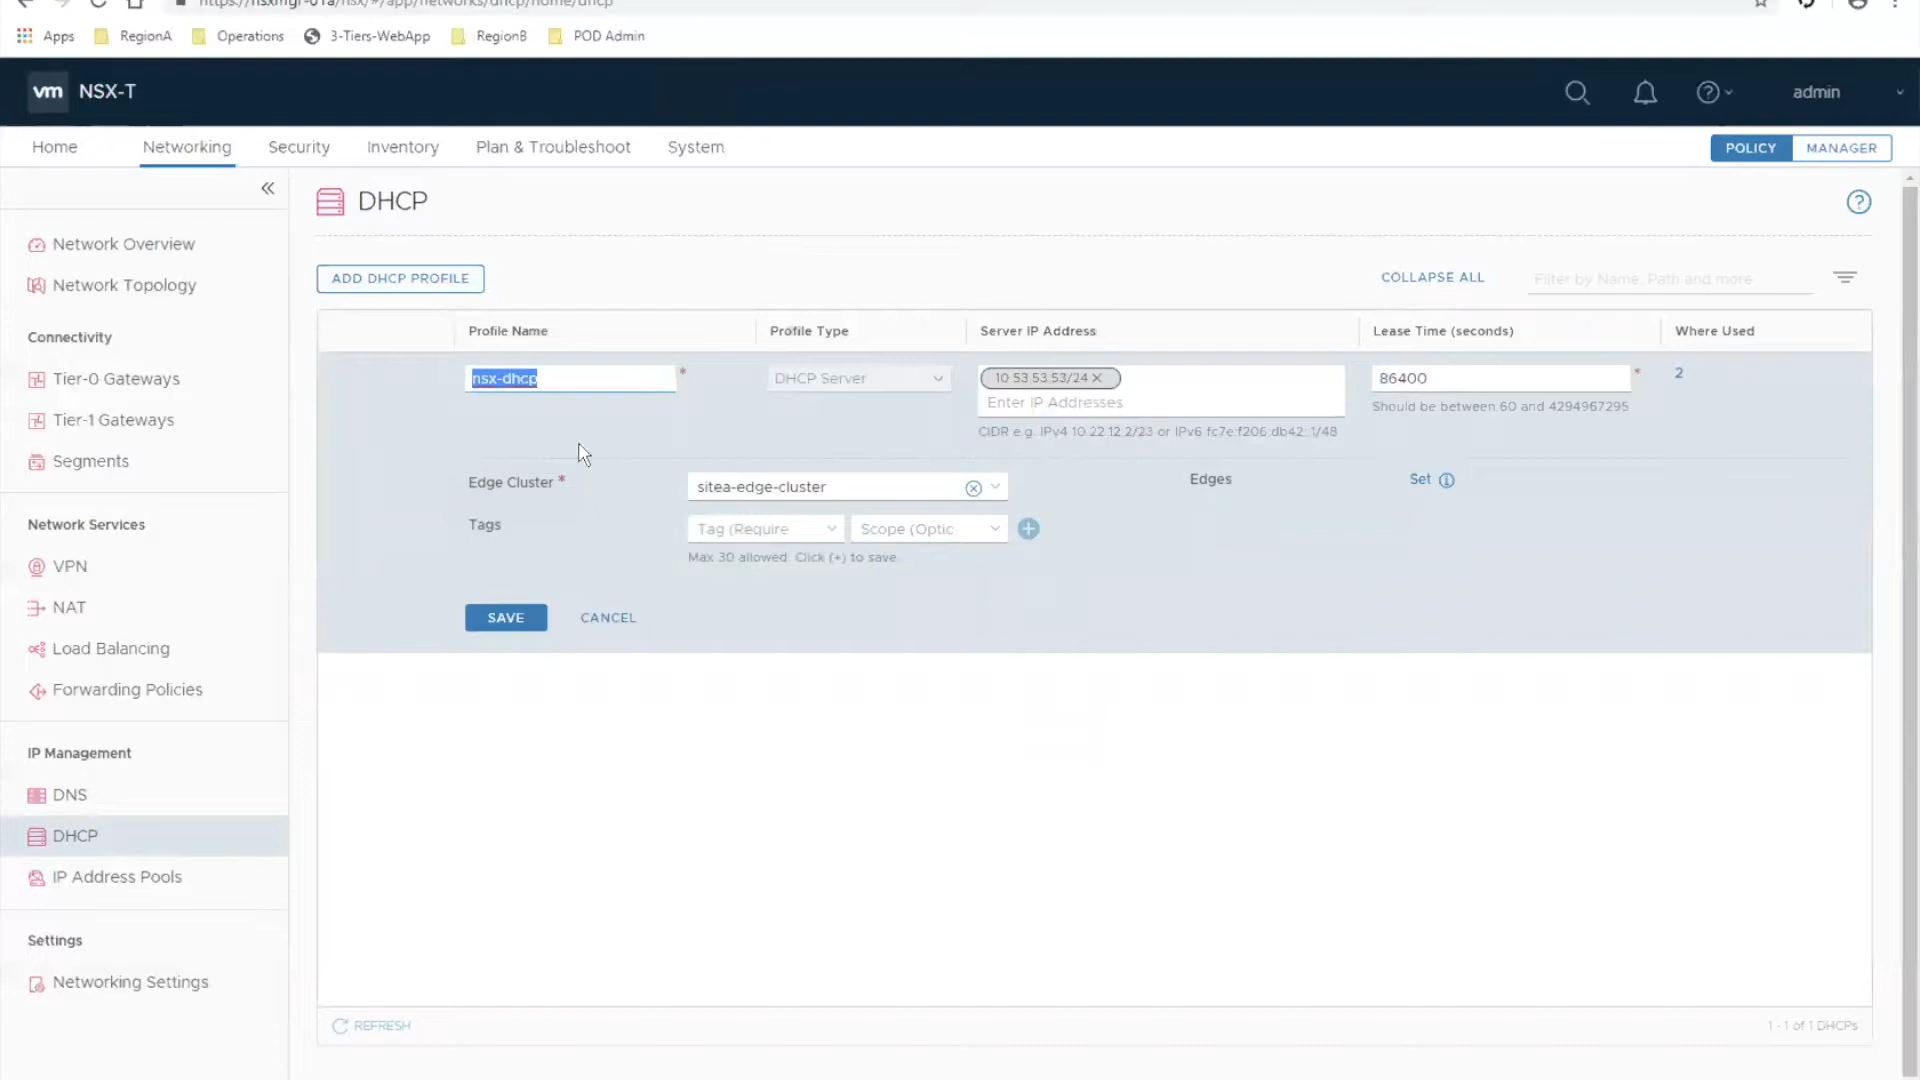 https://nsxmgr-01a/nsx/#/app/networks/dhcp/home/dhcp
Apps RegionA Operations 3-Tiers-WebApp RegionB POD Admin
vm NSX-T admin
Home Networking Security Inventory Plan & Troubleshoot System POLICY MANAGER
DHCP
Network Overview
Network Topology
Connectivity
Tier-0 Gateways
Tier-1 Gateways
Segments
Network Services
VPN
NAT
Load Balancing
Forwarding Policies
IP Management
DNS
DHCP
IP Address Pools
Settings
Networking Settings
ADD DHCP PROFILE COLLAPSE ALL Filter by Name, Path and more
Profile Name Profile Type Server IP Address Lease Time (seconds) Where Used
nsx-dhcp * DHCP Server 10.53.53.53/24 86400 * 2
Enter IP Addresses Should be between 60 and 4294967295
CIDR e.g. IPv4 10.22.12.2/23 or IPv6 fc7e:f206:db42::1/48
Edge Cluster * sitea-edge-cluster Edges Set
Tags Tag (Require Scope (Optic
Max 30 allowed. Click (+) to save.
SAVE CANCEL
REFRESH 1 - 1 of 1 DHCPs